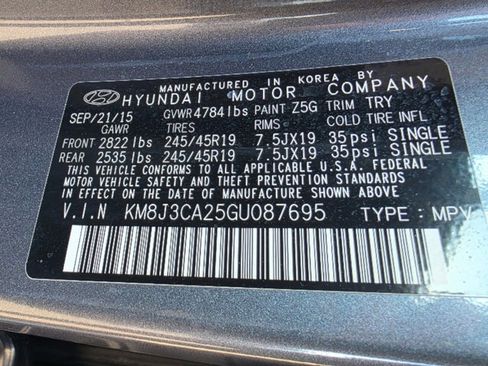 MANUFACTURED IN KOREA BY
HYUNDAI MOTOR COMPANY
SEP/21/15 GVWR4784lbs PAINT Z5G TRIM TRY
GAWR TIRES RIMS COLD TIRE INFL
FRONT 2822 lbs 245/45R19 7.5JX19 35psi SINGLE
REAR 2535 lbs 245/45R19 7.5JX19 35psi SINGLE
THIS VEHICLE CONFORMS TO ALL APPLICABLE U.S.A. FEDERAL
MOTOR VEHICLE SAFETY AND THEFT PREVENTION STANDARDS
IN EFFECT ON THE DATE OF MANUFACTURE SHOWN ABOVE.
V.I.N KM8J3CA25GU087695 TYPE : MPV